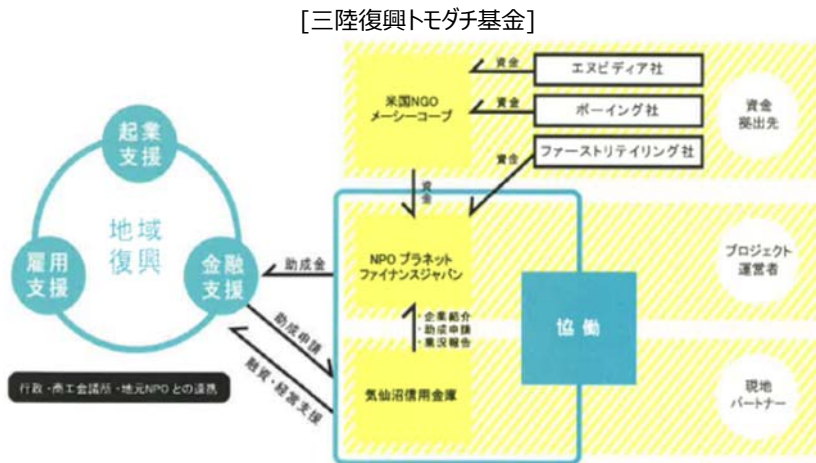 [三陸復興トモダチ基金]
資金
エヌビディア社
米国NGO
メーシーコープ
資金
ボーイング社
資金
拠出先
資金
ファーストリテイリング社
起業
支援
地域
復興
雇用
支援
金融
支援
資金
助成金
NPO プラネット
ファイナンスジャパン
プロジェクト
運営者
・企業紹介
・助成申請
・業況報告
協働
助成申請
融資・経営支援
行政・商工会議所・地元NPOとの連携
気仙沼信用金庫
現地
パートナー